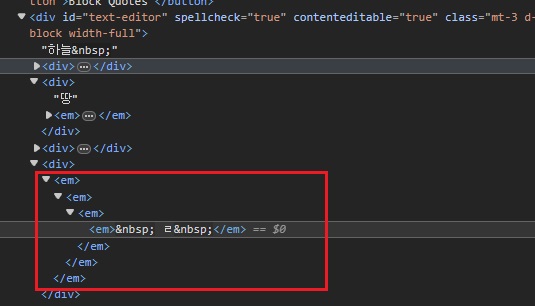 tton >Block Quotes </button>
▼<div id="text-editor" spellcheck="true" contenteditable="true" class="mt-3 d-
block width-full">
"하늘&nbsp;"
▶<div>⋯</div>
▼<div>
"땅"
▶<em>⋯</em>
</div>
▶<div>⋯</div>
▼<div>
▼<em>
▼<em>
▼<em>
<em>&nbsp; ㄹ&nbsp;</em> == $0
</em>
</em>
</em>
</div>